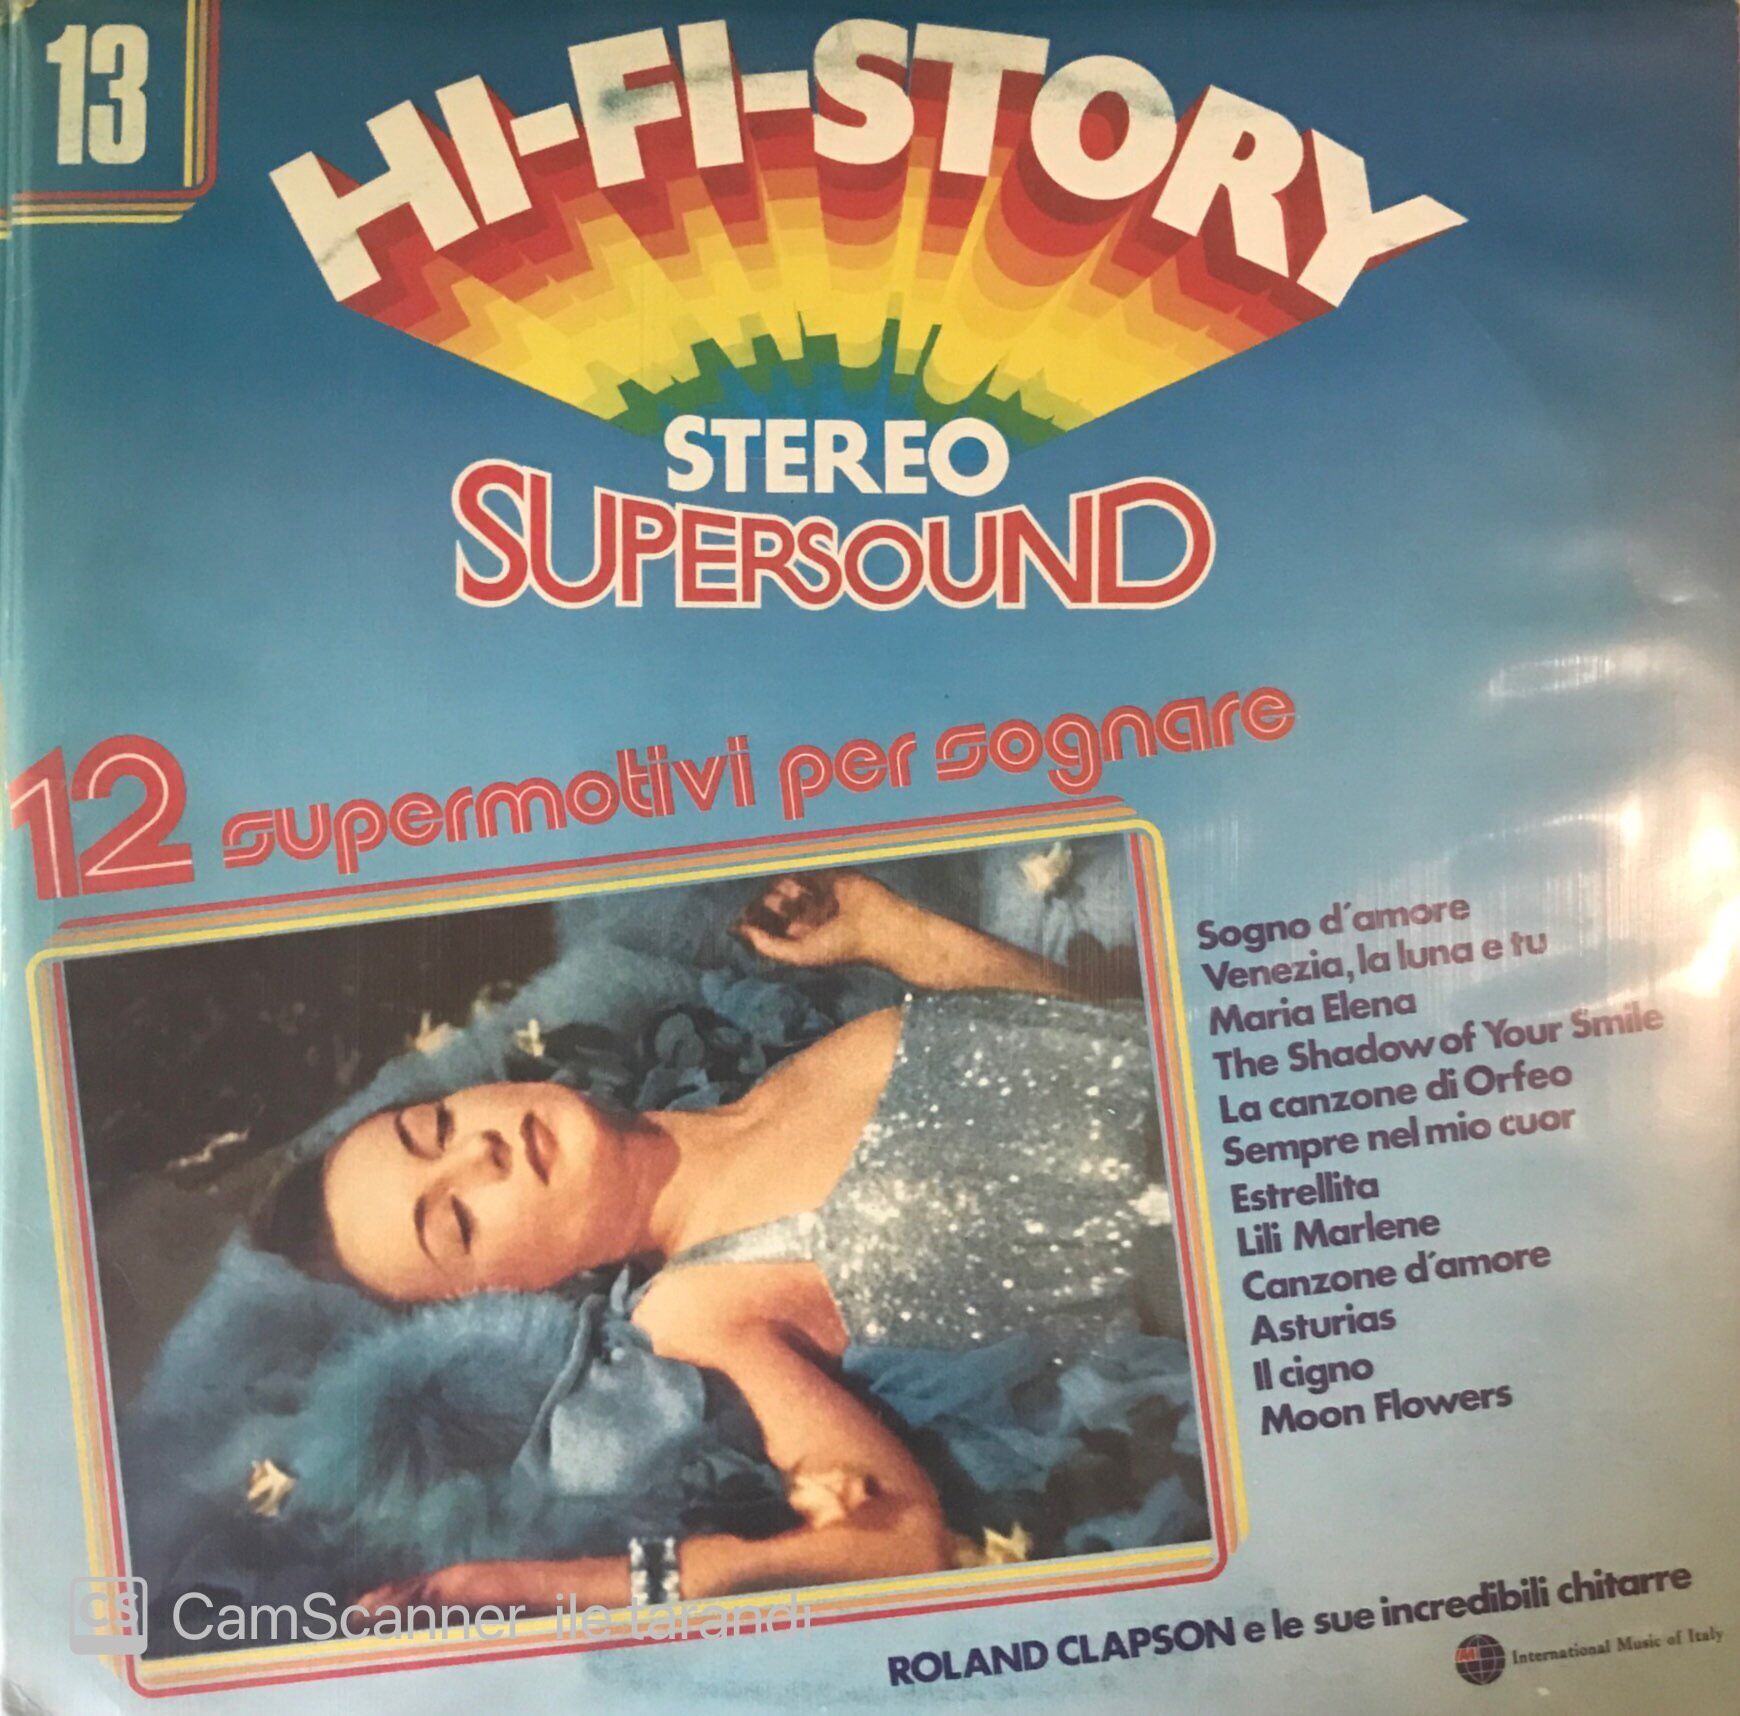 13
HI-FI-STORY
STEREO
SUPERSOUND
12 supermotivi per sognare
Sogno d'amore
Venezia, la luna e tu
Maria Elena
The Shadow of Your Smile
La canzone di Orfeo
Sempre nel mio cuor
Estrellita
Lili Marlene
Canzone d'amore
Asturias
Il cigno
Moon Flowers
ROLAND CLAPSON e le sue incredibili chitarre
IM International Music of Italy
CS CamScanner ile tarandı